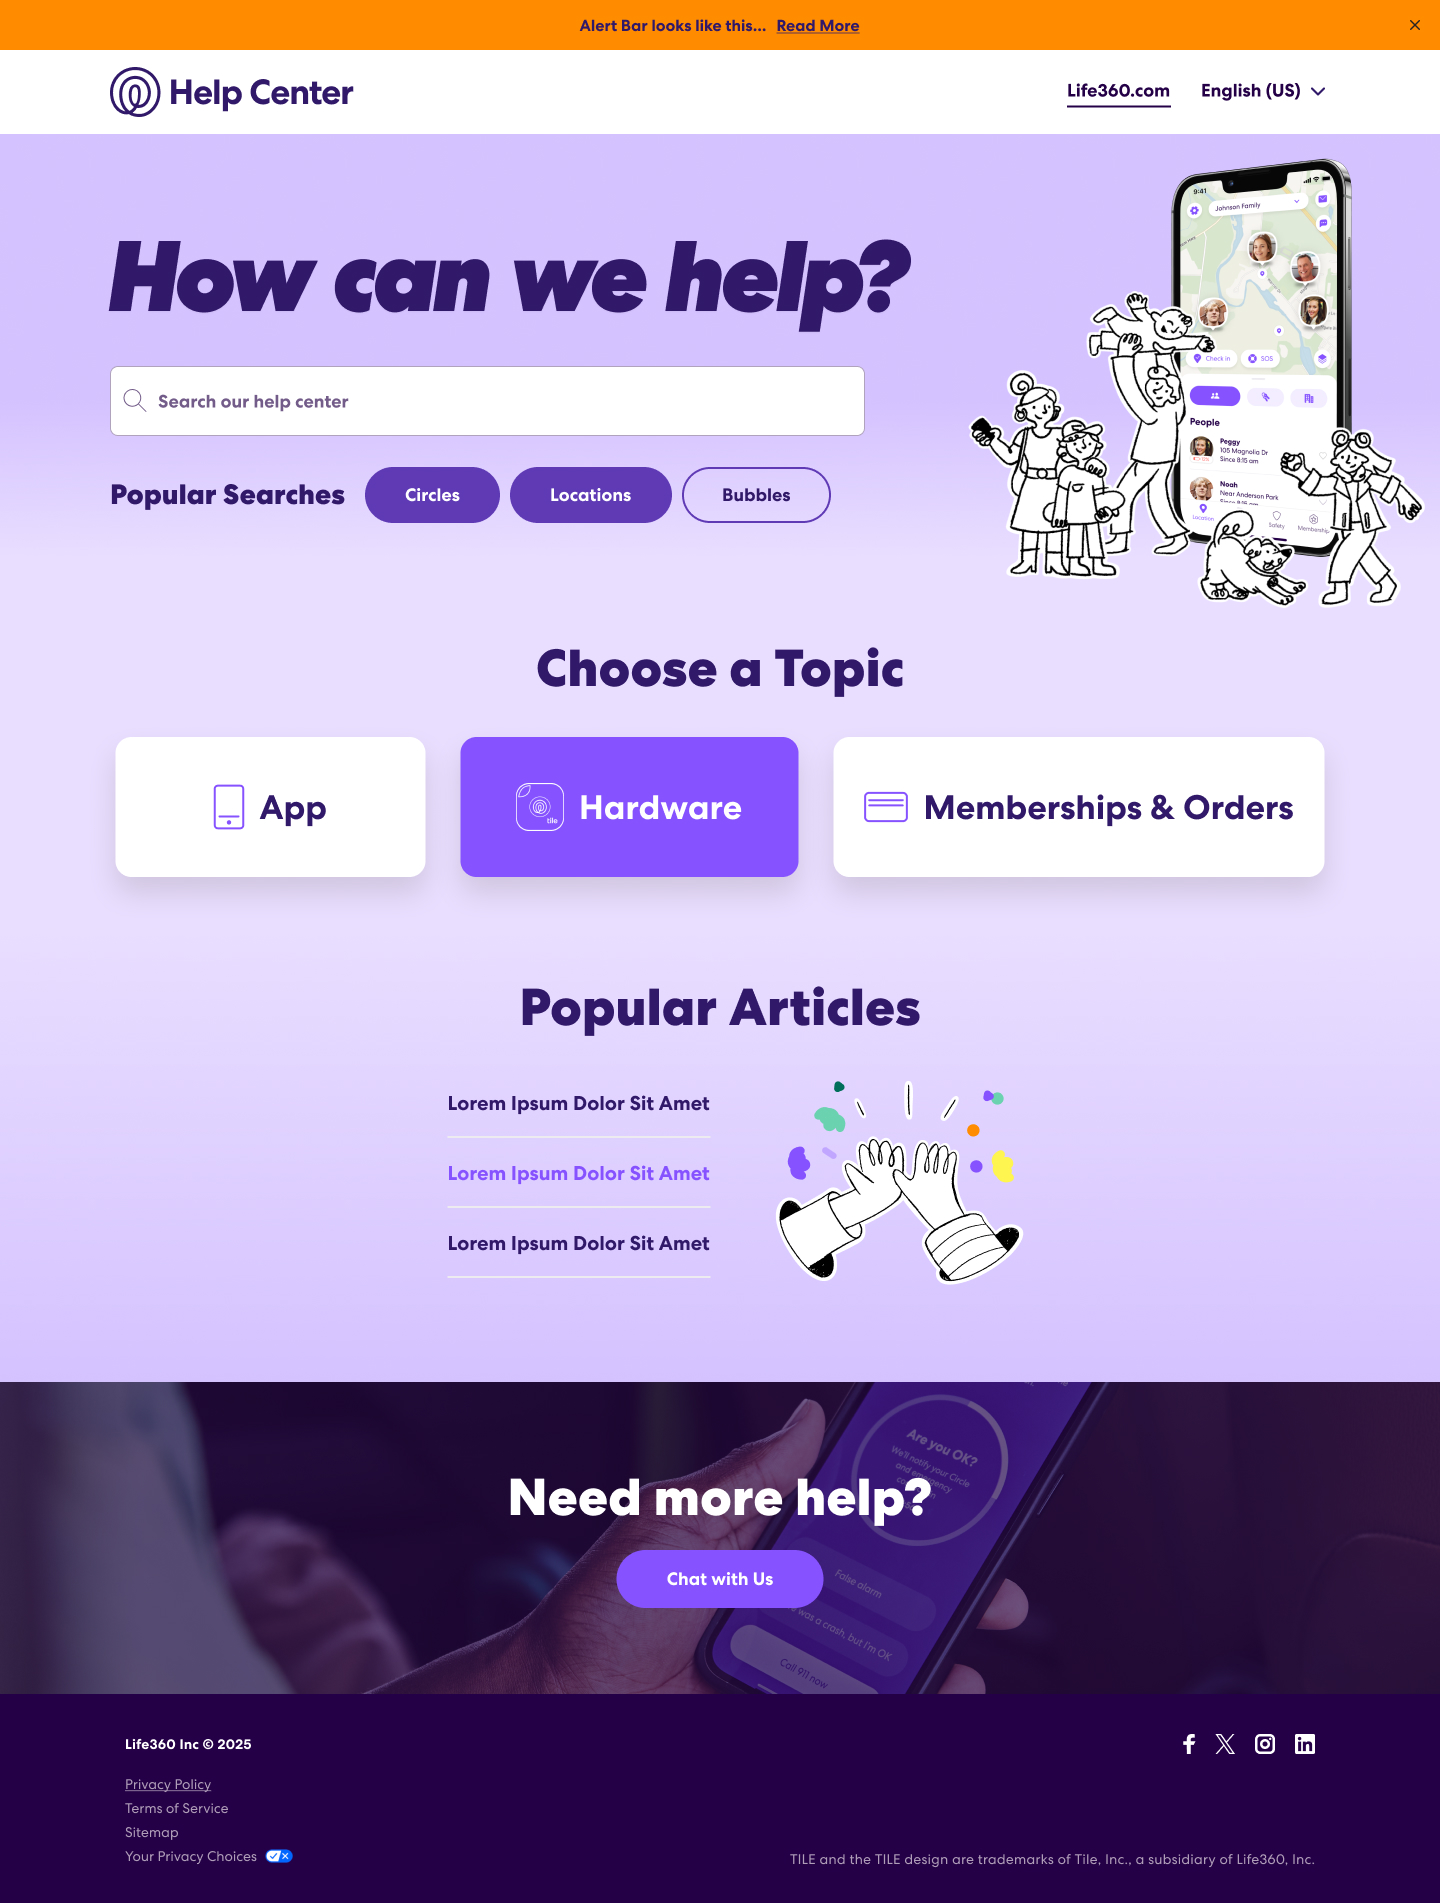 Alert Bar looks like this... Read More
Help Center
Life360.com
English (US)
How can we help?
Search our help center
Popular Searches
Circles
Locations
Bubbles
9:41
Johnson Family
Check in
SOS
People
Peggy
105 Magnolia Dr
Since 8:15 am
Noah
Near Anderson Park
Since 8:15 am
Location
Safety
Membership
Choose a Topic
App
tile
Hardware
Memberships & Orders
Popular Articles
Lorem Ipsum Dolor Sit Amet
Lorem Ipsum Dolor Sit Amet
Lorem Ipsum Dolor Sit Amet
Are you OK?
We'll notify your Circle
and emergency
Need more help?
Chat with Us
False alarm
was a crash, but I'm OK
Call 911 now
Life360 Inc © 2025
Privacy Policy
Terms of Service
Sitemap
Your Privacy Choices
TILE and the TILE design are trademarks of Tile, Inc., a subsidiary of Life360, Inc.